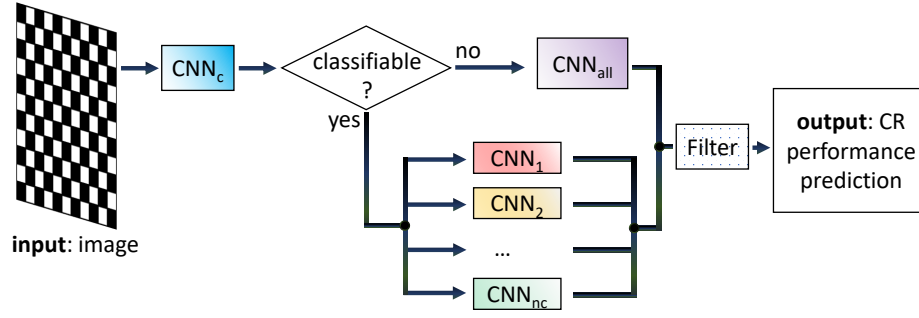 input: image
CNNc
classifiable
?
no
yes
CNNall
CNN1
CNN2
...
CNNnc
Filter
output: CR
performance
prediction